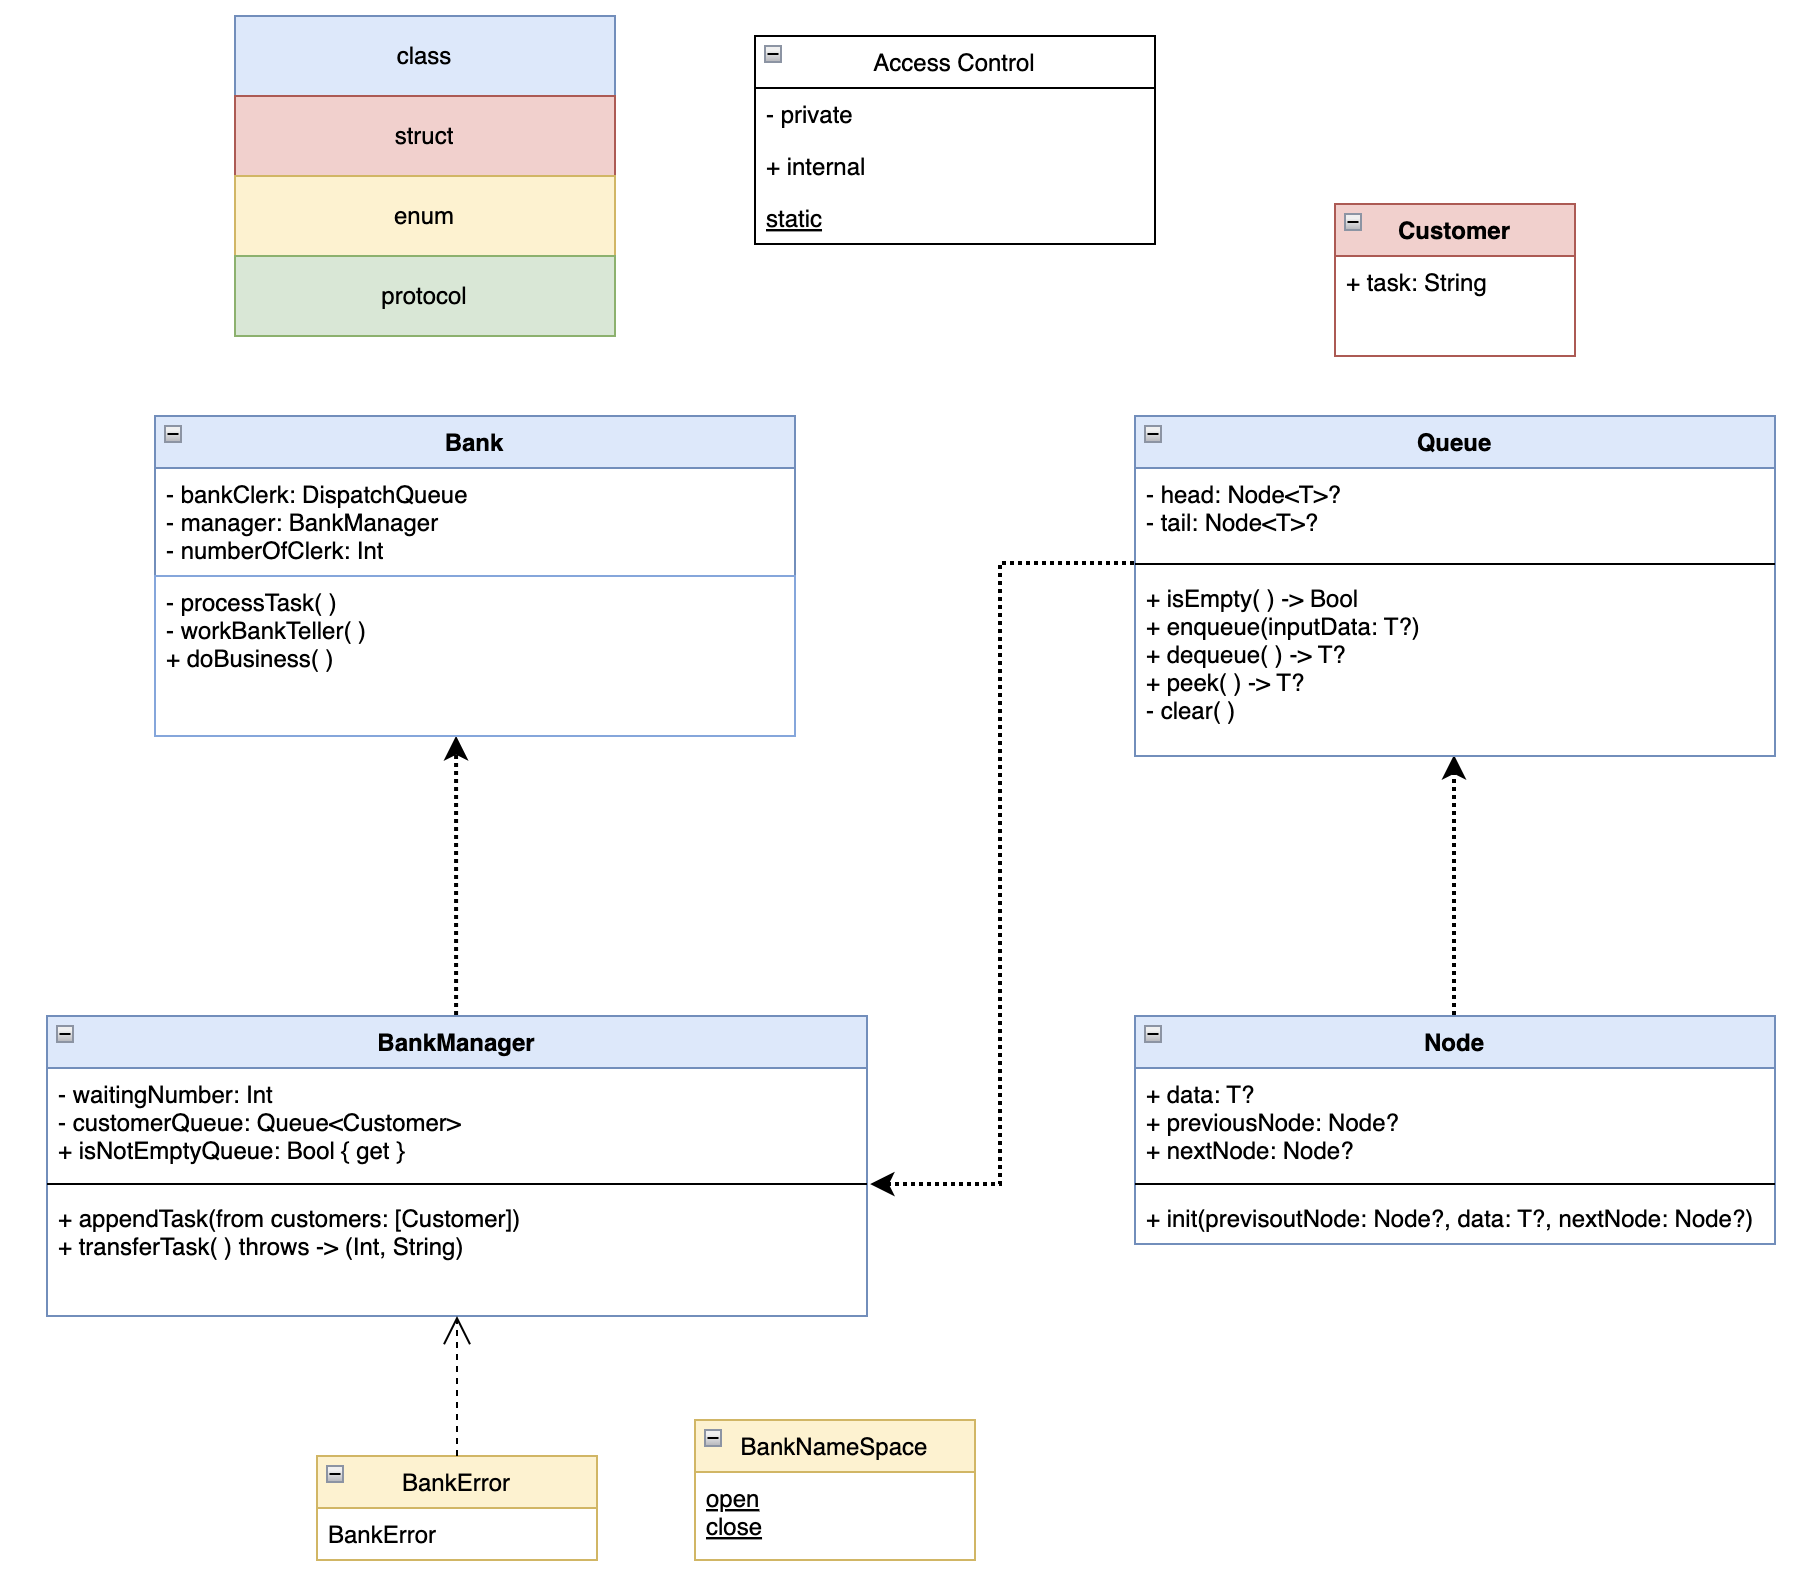 class
struct
enum
protocol
Access Control
- private
+ internal
static
Customer
+ task: String
Bank
- bankClerk: DispatchQueue
- manager: BankManager
- numberOfClerk: Int
- processTask( )
- workBankTeller( )
+ doBusiness( )
Queue
- head: Node<T>?
- tail: Node<T>?
+ isEmpty( ) -> Bool
+ enqueue(inputData: T?)
+ dequeue( ) -> T?
+ peek( ) -> T?
- clear( )
BankManager
- waitingNumber: Int
- customerQueue: Queue<Customer>
+ isNotEmptyQueue: Bool { get }
+ appendTask(from customers: [Customer])
+ transferTask( ) throws -> (Int, String)
Node
+ data: T?
+ previousNode: Node?
+ nextNode: Node?
+ init(previsoutNode: Node?, data: T?, nextNode: Node?)
BankError
BankError
BankNameSpace
open
close